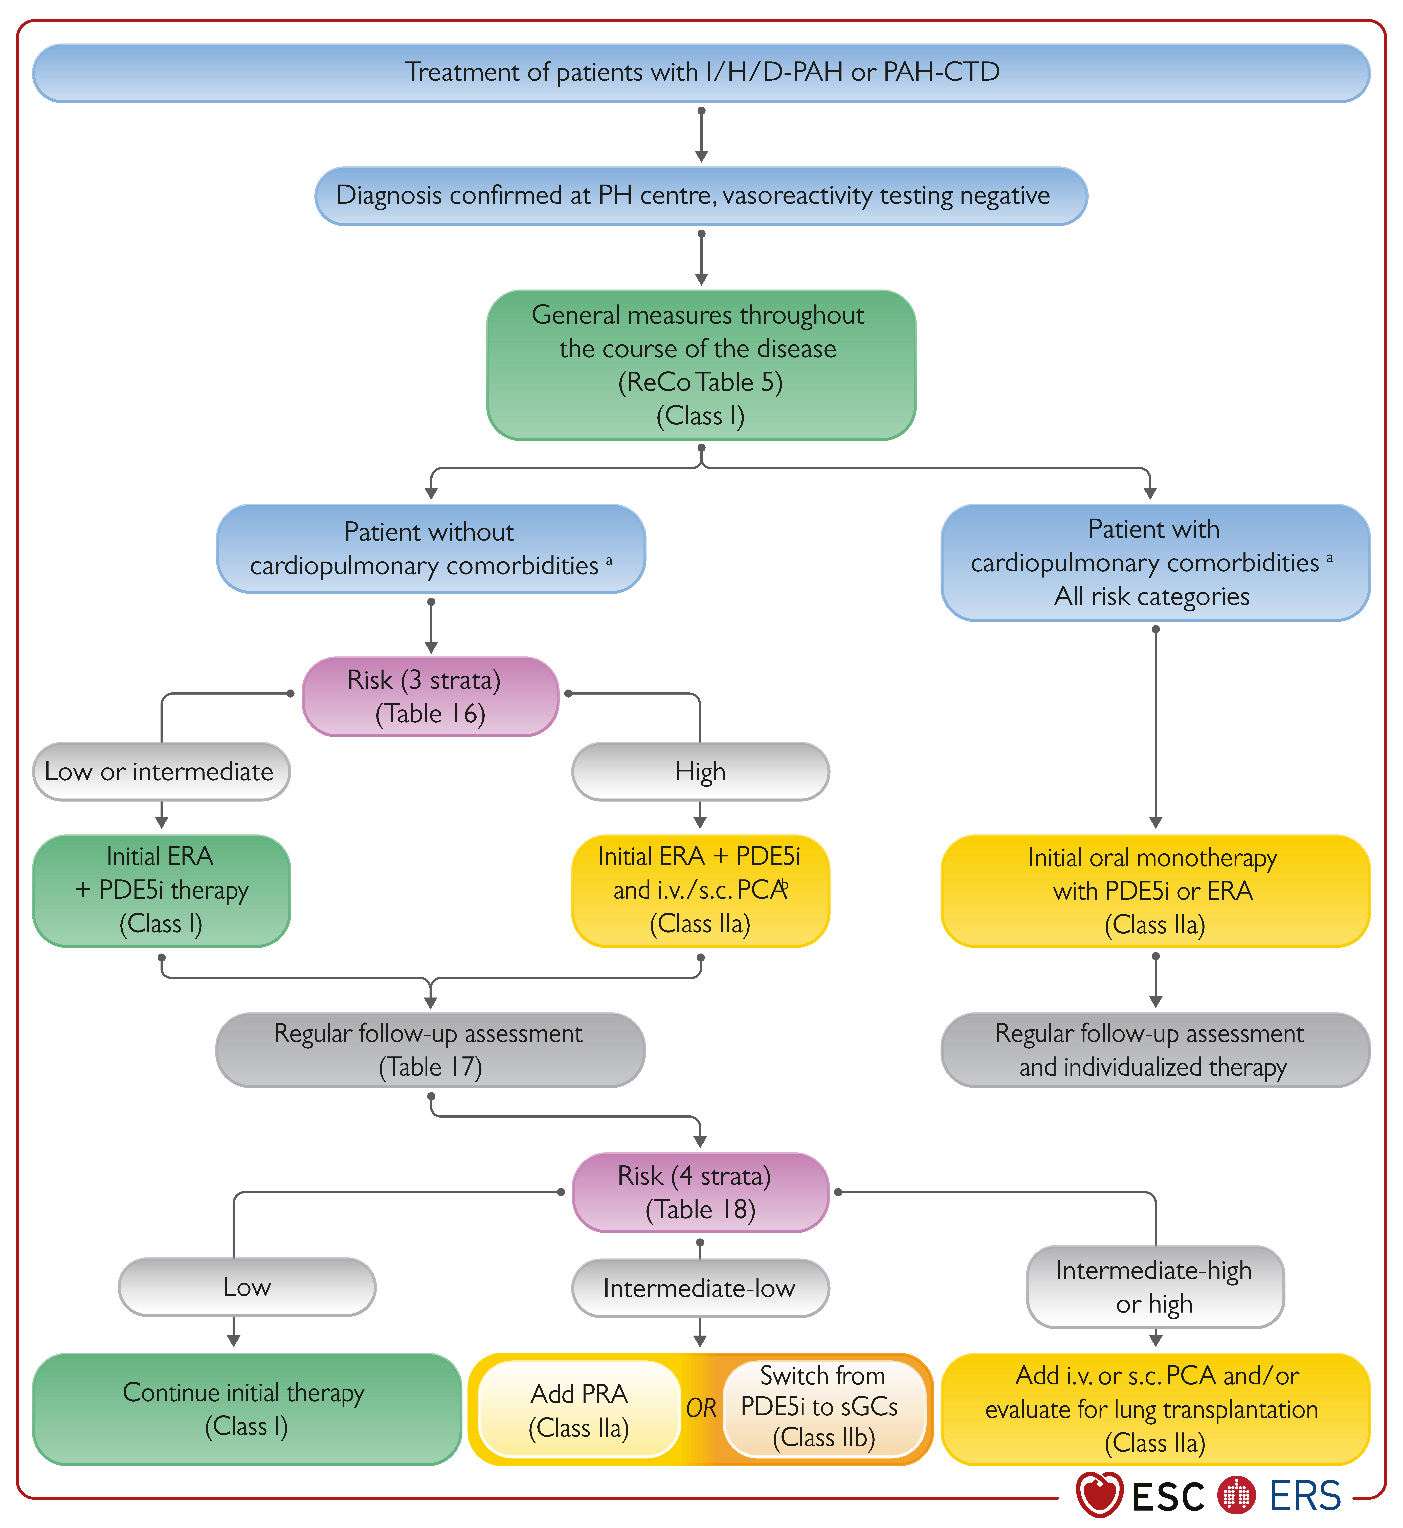 Treatment of patients with I/H/D-PAH or PAH-CTD
Diagnosis confirmed at PH centre, vasoreactivity testing negative
General measures throughout
the course of the disease
(ReCo Table 5)
(Class I)
Patient without
cardiopulmonary comorbidities a
Patient with
cardiopulmonary comorbidities a
All risk categories
Risk (3 strata)
(Table 16)
Low or intermediate
High
Initial ERA
+ PDE5i therapy
(Class I)
Initial ERA + PDE5i
and i.v./s.c. PCA b
(Class IIa)
Initial oral monotherapy
with PDE5i or ERA
(Class IIa)
Regular follow-up assessment
(Table 17)
Regular follow-up assessment
and individualized therapy
Risk (4 strata)
(Table 18)
Low
Intermediate-low
Intermediate-high
or high
Continue initial therapy
(Class I)
Add PRA
(Class IIa)
OR
Switch from
PDE5i to sGCs
(Class IIb)
Add i.v. or s.c. PCA and/or
evaluate for lung transplantation
(Class IIa)
ESC ERS